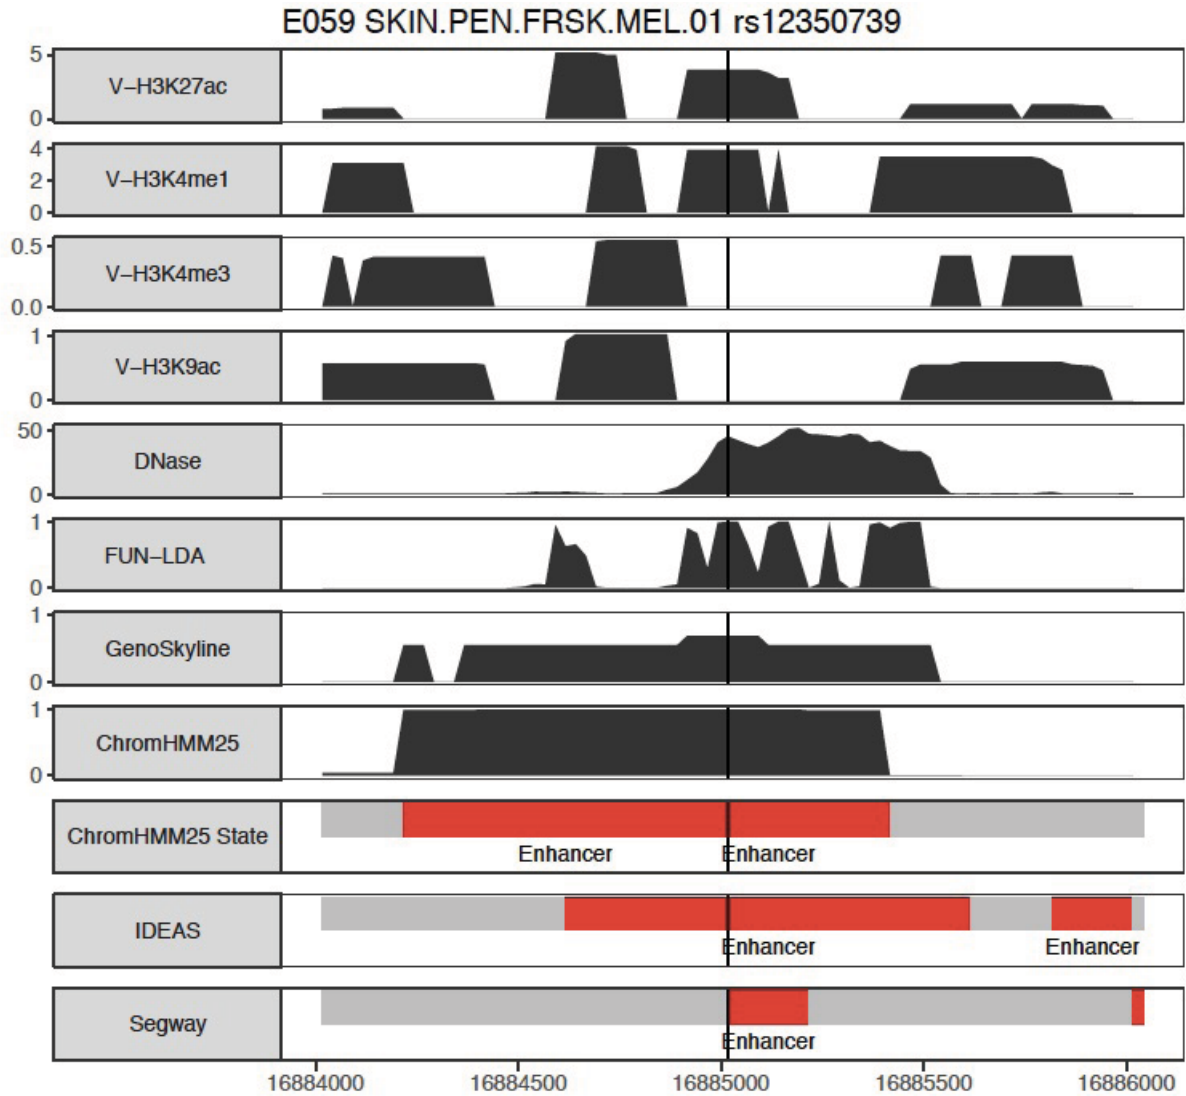 E059 SKIN.PEN.FRSK.MEL.01 rs12350739
5
V−H3K27ac
0
4
V−H3K4me1
2
0
0.5
V−H3K4me3
0.0
1
V−H3K9ac
0
50
DNase
0
1
FUN−LDA
0
1
GenoSkyline
0
1
ChromHMM25
0
ChromHMM25 State
Enhancer Enhancer
IDEAS
Enhancer Enhancer
Segway
Enhancer
16884000 16884500 16885000 16885500 16886000